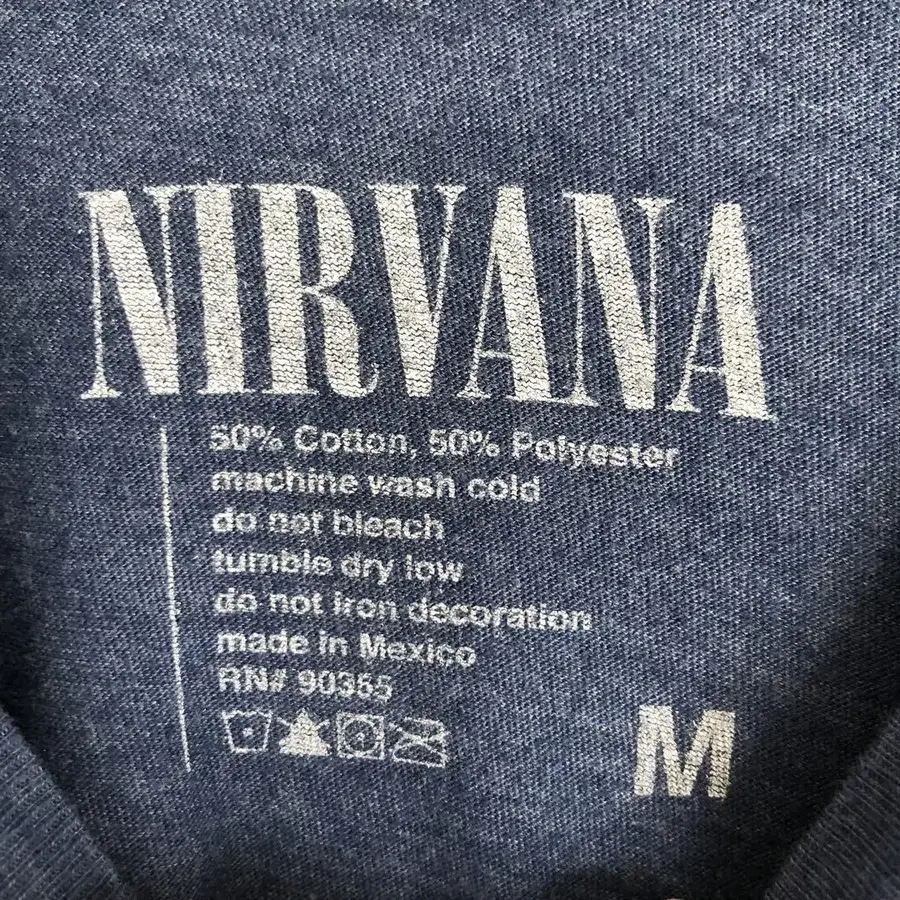 NIRVANA
50% Cotton, 50% Polyester
machine wash cold
do not bleach
tumble dry low
do not iron decoration
made in Mexico
RN# 90355
M